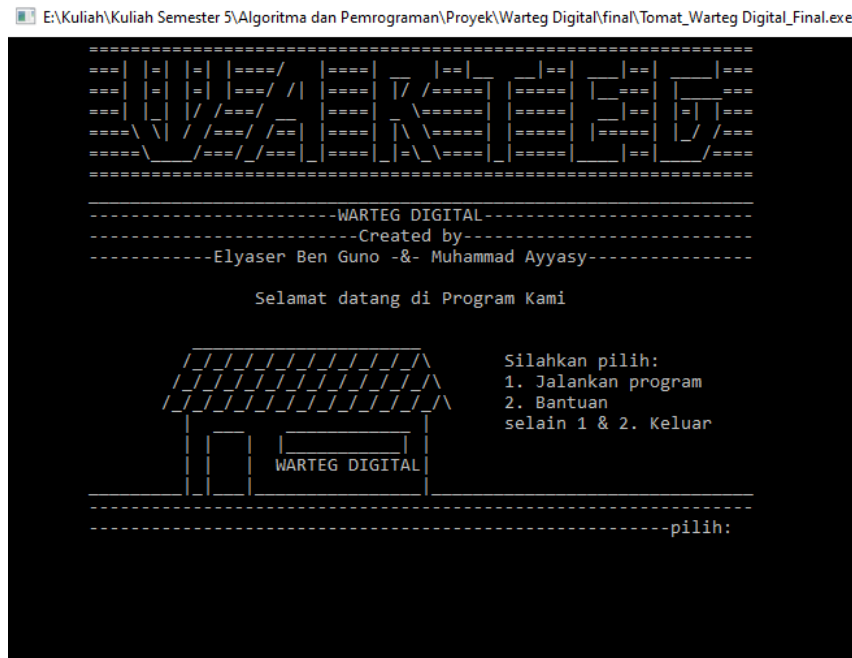 E:\Kuliah\Kuliah Semester 5\Algoritma dan Pemrograman\Proyek\Warteg Digital\final\Tomat_Warteg Digital_Final.exe
WARTEG
------------------------WARTEG DIGITAL--------------------------
--------------------------Created by----------------------------
------------Elyaser Ben Guno -&- Muhammad Ayyasy----------------
Selamat datang di Program Kami
Silahkan pilih:
1. Jalankan program
2. Bantuan
selain 1 & 2. Keluar
WARTEG DIGITAL
--------------------------------------------------------pilih: